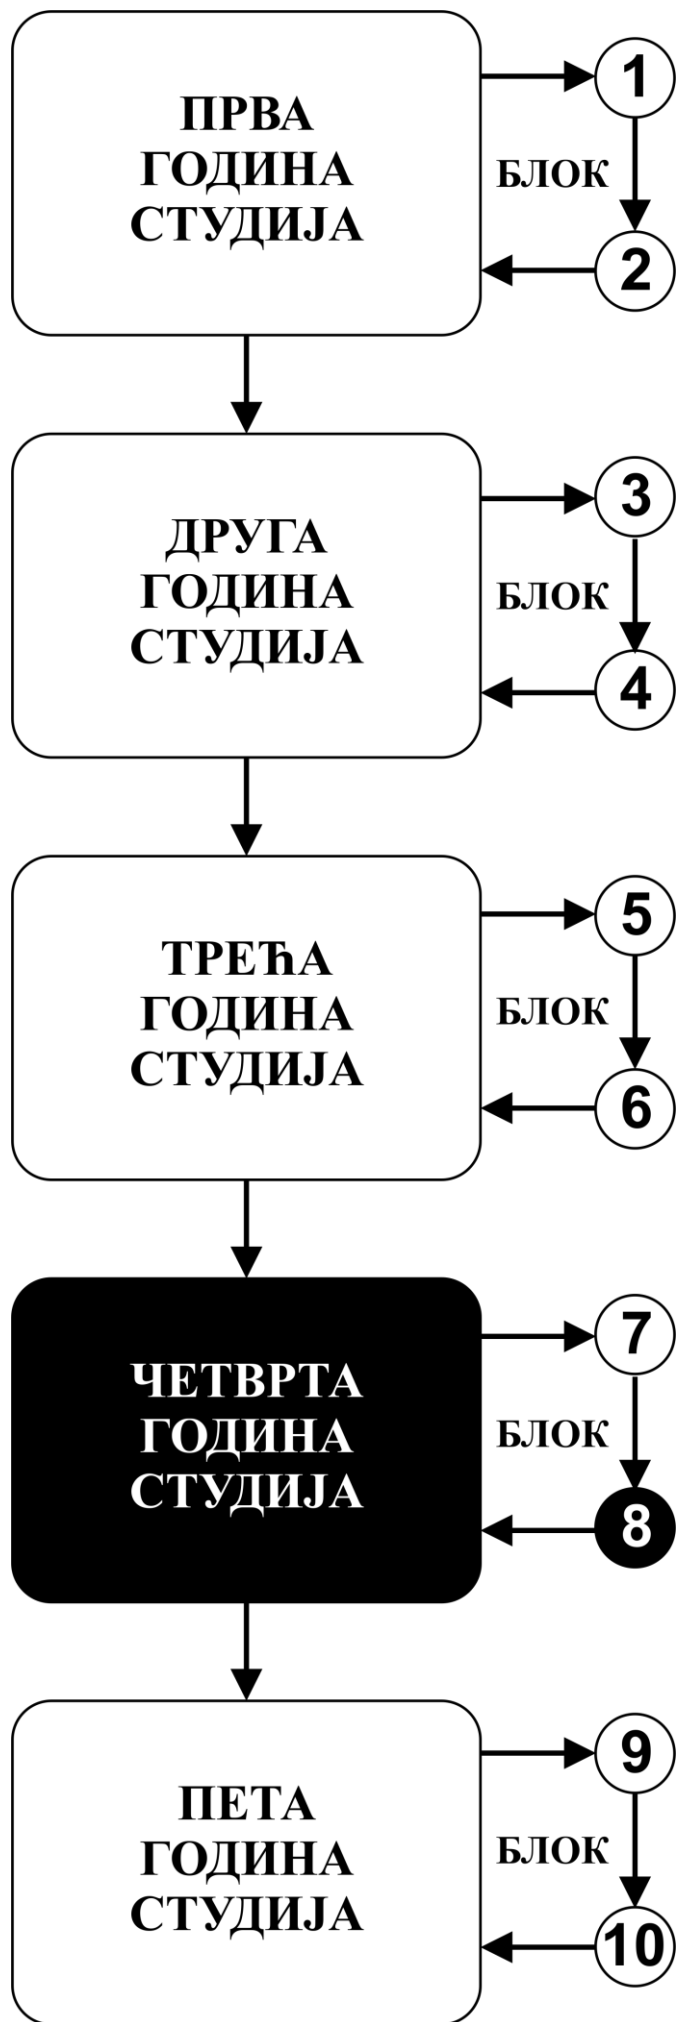 ПРВА
ГОДИНА
СТУДИЈА
1
БЛОК
2
ДРУГА
ГОДИНА
СТУДИЈА
3
БЛОК
4
ТРЕЋА
ГОДИНА
СТУДИЈА
5
БЛОК
6
ЧЕТВРТА
ГОДИНА
СТУДИЈА
7
БЛОК
8
ПЕТА
ГОДИНА
СТУДИЈА
9
БЛОК
10